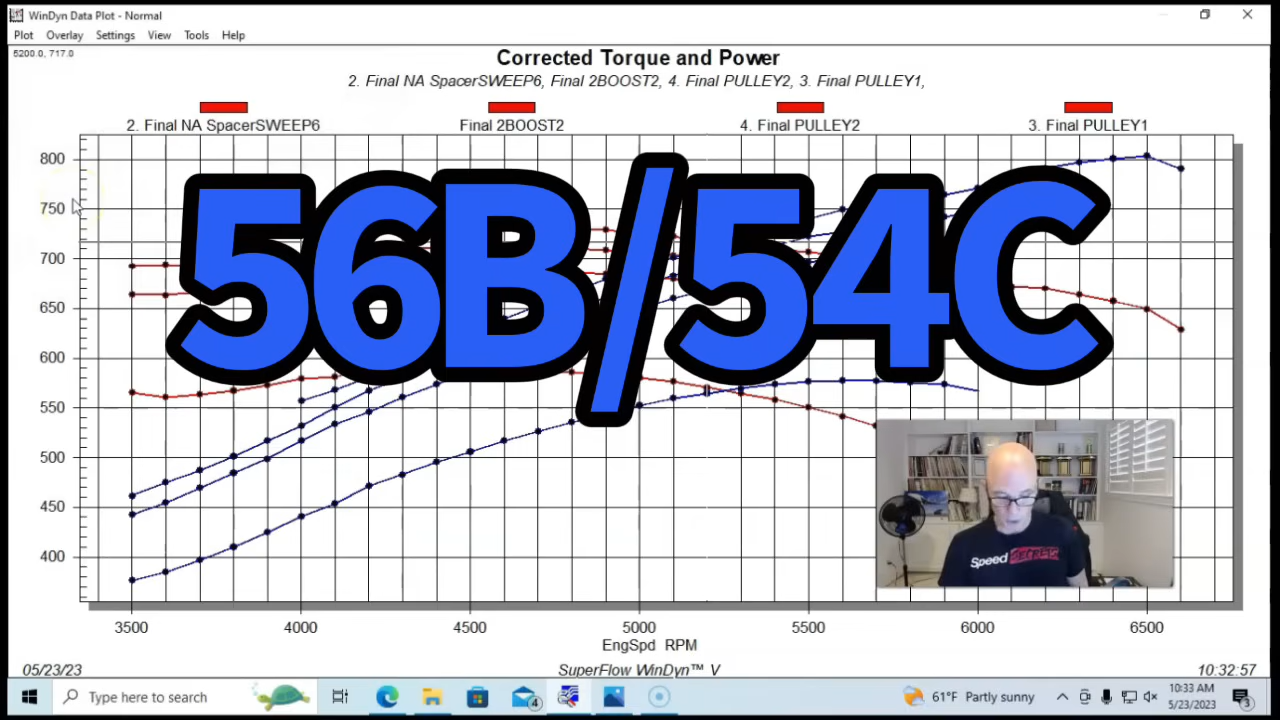 WinDyn Data Plot - Normal
Plot Overlay Settings View Tools Help
5200.0, 717.0
Corrected Torque and Power
2. Final NA SpacerSWEEP6, Final 2BOOST2, 4. Final PULLEY2, 3. Final PULLEY1,
2. Final NA SpacerSWEEP6 Final 2BOOST2 4. Final PULLEY2 3. Final PULLEY1
800
750
700
650
600
550
500
450
400
56B/54C
Speed SECRETS
3500 4000 4500 5000 5500 6000 6500
EngSpd RPM
05/23/23 SuperFlow WinDyn™ V 10:32:57
Type here to search 4 61°F Partly sunny 10:33 AM
5/23/2023 3